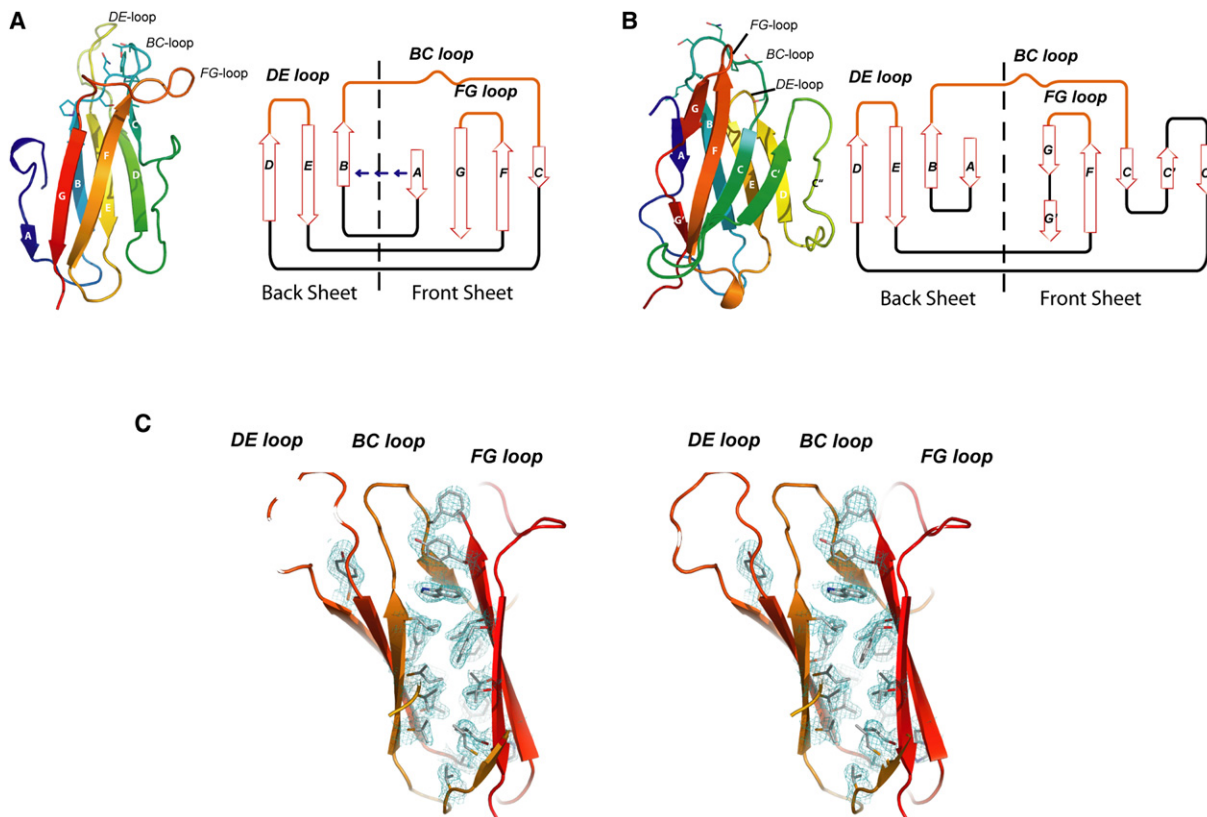 A
DE-loop
BC-loop
FG-loop
DE loop
BC loop
FG loop
D
E
B
A
G
F
C
Back Sheet
Front Sheet
C
F
D
G
B
E
A
B
FG-loop
BC-loop
DE-loop
DE loop
BC loop
FG loop
D
E
B
A
G
G'
F
C
C'
Back Sheet
Front Sheet
G
B
A
F
C
C'
E
D
C"
G'
C
DE loop
BC loop
FG loop
DE loop
BC loop
FG loop